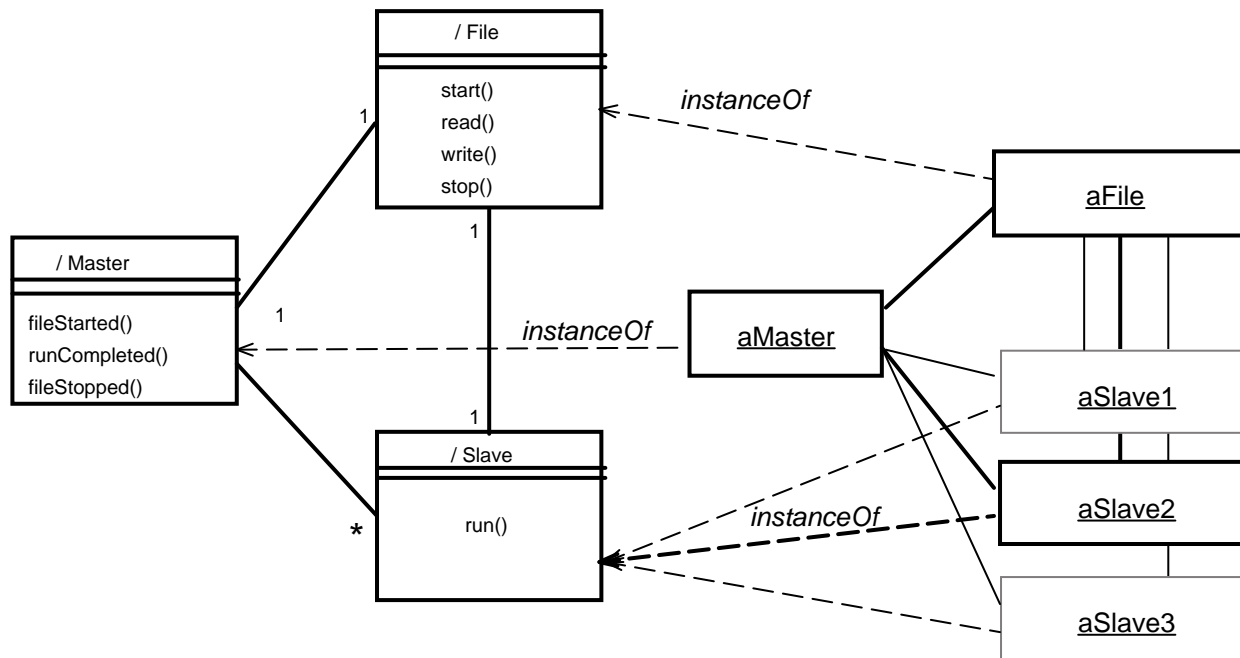 / File
start()
read()
write()
stop()
1
1
instanceOf
aFile
/ Master
fileStarted()
runCompleted()
fileStopped()
1
instanceOf
aMaster
1
/ Slave
run()
*
instanceOf
aSlave1
aSlave2
aSlave3